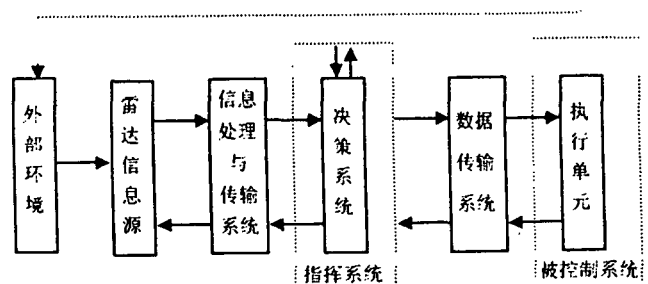 外部环境
雷达信息源
信息
处理
与
传输
系统
决策系统
数据
传输
系统
执行单元
指挥系统
被控制系统